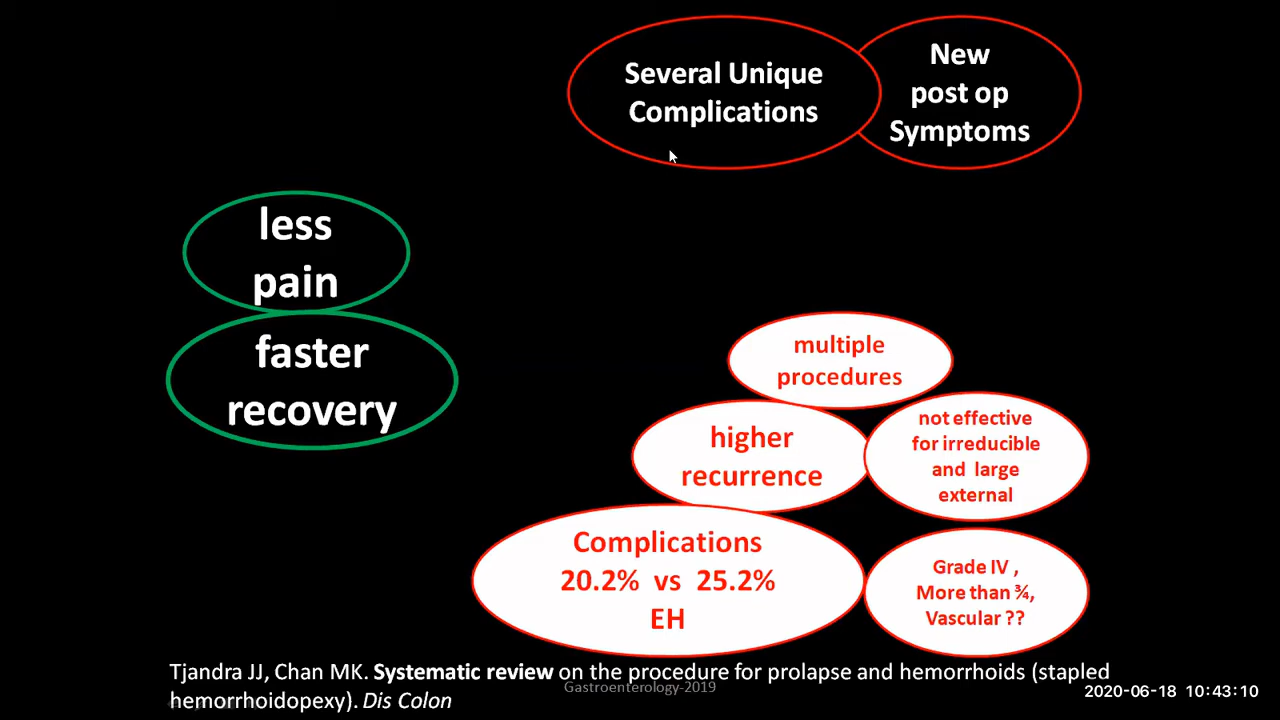 Several Unique
Complications
New
post op
Symptoms
less
pain
faster
recovery
multiple
procedures
higher
recurrence
not effective
for irreducible
and large
external
Complications
20.2% vs 25.2%
EH
Grade IV ,
More than ¾,
Vascular ??
Tjandra JJ, Chan MK. Systematic review on the procedure for prolapse and hemorrhoids (stapled
hemorrhoidopexy). Dis Colon
Gastroenterology-2019
2020-06-18 10:43:10